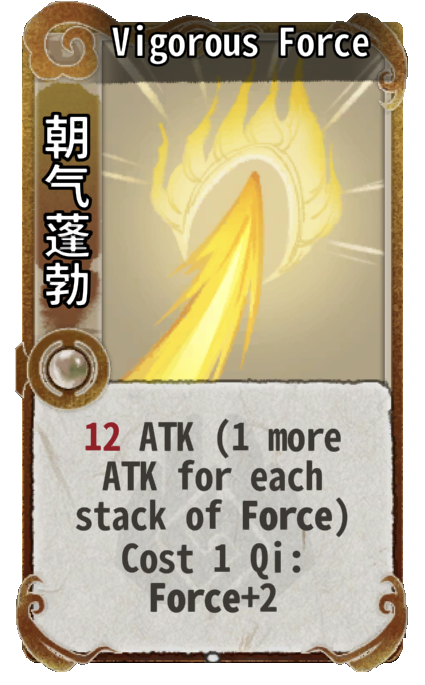 Vigorous Force
朝气蓬勃
12 ATK (1 more
ATK for each
stack of Force)
Cost 1 Qi:
Force+2